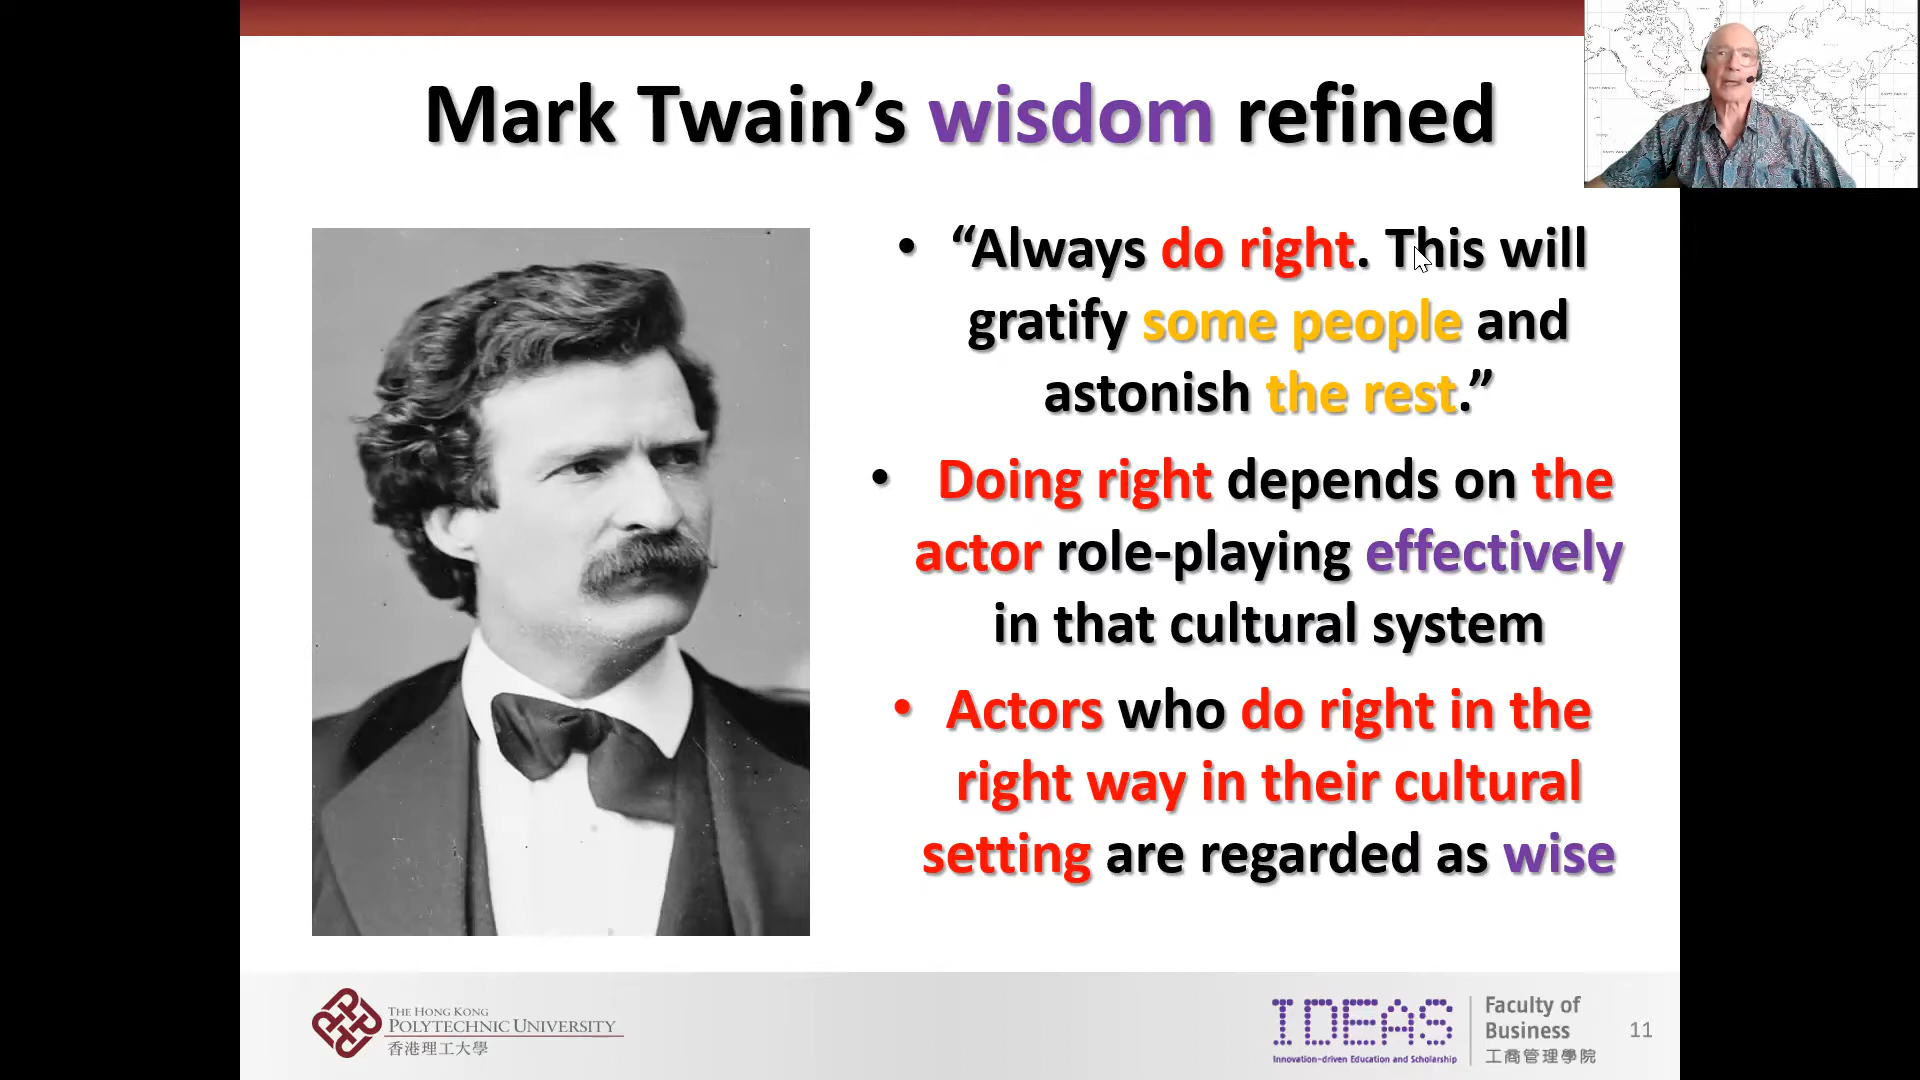 Mark Twain’s wisdom refined
• “Always do right. This will
gratify some people and
astonish the rest.”
• Doing right depends on the
actor role-playing effectively
in that cultural system
• Actors who do right in the
right way in their cultural
setting are regarded as wise
THE HONG KONG
POLYTECHNIC UNIVERSITY
香港理工大學
IDEAS
Innovation-driven Education and Scholarship
Faculty of
Business
工商管理學院
11